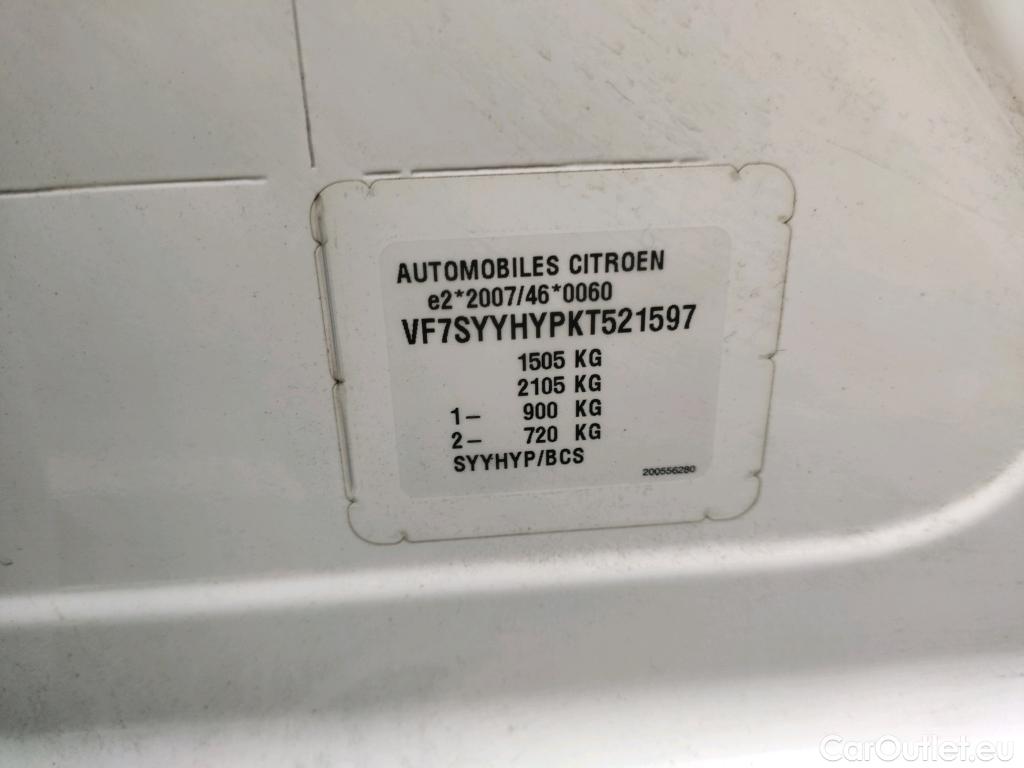 AUTOMOBILES CITROEN
e2*2007/46*0060
VF7SYYHYPKT521597
1505 KG
2105 KG
1– 900 KG
2– 720 KG
SYYHYP/BCS
200556280
CarOutlet.eu